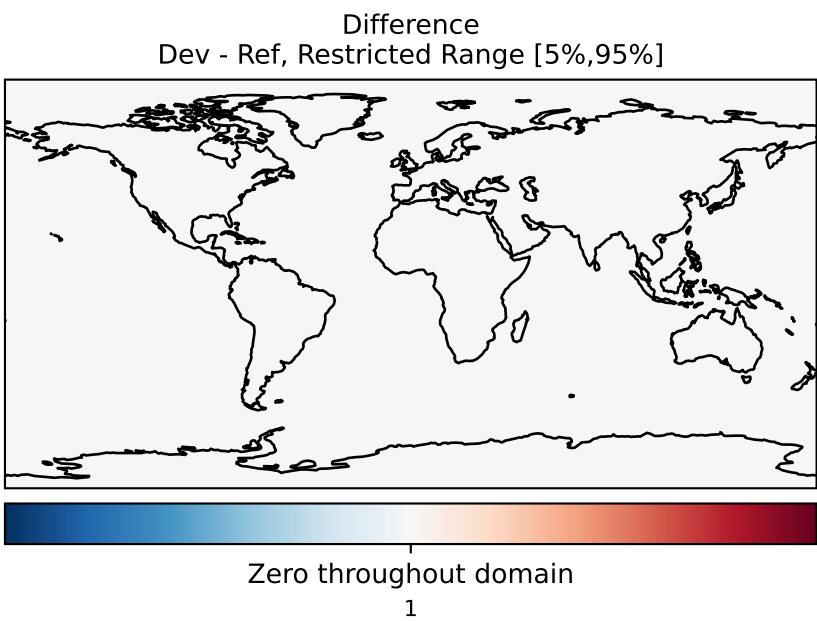 Difference
Dev - Ref, Restricted Range [5%,95%]
Zero throughout domain
1